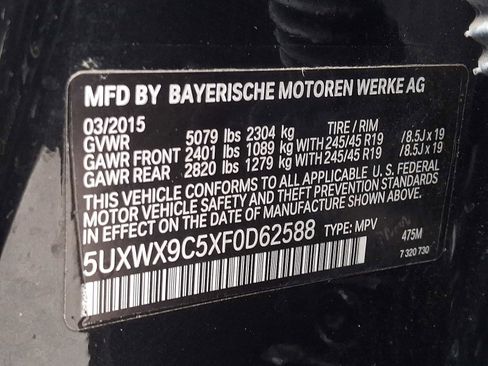 MFD BY BAYERISCHE MOTOREN WERKE AG
03/2015 TIRE / RIM
GVWR 5079 lbs 2304 kg
GAWR FRONT 2401 lbs 1089 kg WITH 245/45 R19 / 8.5J x 19
GAWR REAR 2820 lbs 1279 kg WITH 245/45 R19 / 8.5J x 19
THIS VEHICLE CONFORMS TO ALL APPLICABLE U. S. FEDERAL
MOTOR VEHICLE SAFETY AND THEFT PREVENTION STANDARDS
IN EFFECT ON THE DATE OF MANUFACTURE SHOWN ABOVE.
5UXWX9C5XF0D62588 TYPE: MPV 475M
7 320 730